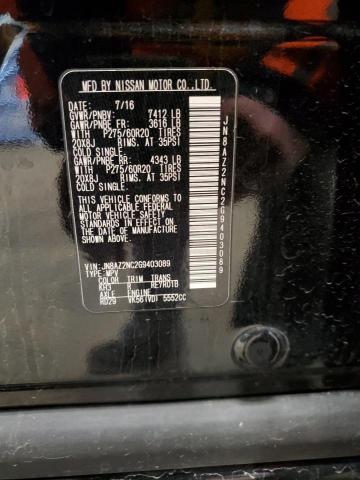 MFD BY NISSAN MOTOR CO.,LTD.
DATE: 7/16
GVWR/PNBV: 7412 LB
GAWR/PNBE FR: 3616 LB
WITH P275/60R20 TIRES
20X8J RIMS, AT 35PSI
COLD SINGLE
GAWR/PNBE RR: 4343 LB
WITH P275/60R20 TIRES
20X8J RIMS, AT 35PSI
COLD SINGLE
THIS VEHICLE CONFORMS TO
ALL APPLICABLE FEDERAL
MOTOR VEHICLE SAFETY
STANDARDS IN EFFECT ON
THE DATE OF MANUFACTURE
SHOWN ABOVE.
VIN: JN8AZ2NC2G9403089
TYPE: MPV
COLOR TRIM TRANS
KH3 K RE7R01B
AXLE ENGINE
RD29 VK56(VD) 5552CC
JN8AZ2NC2G9403089